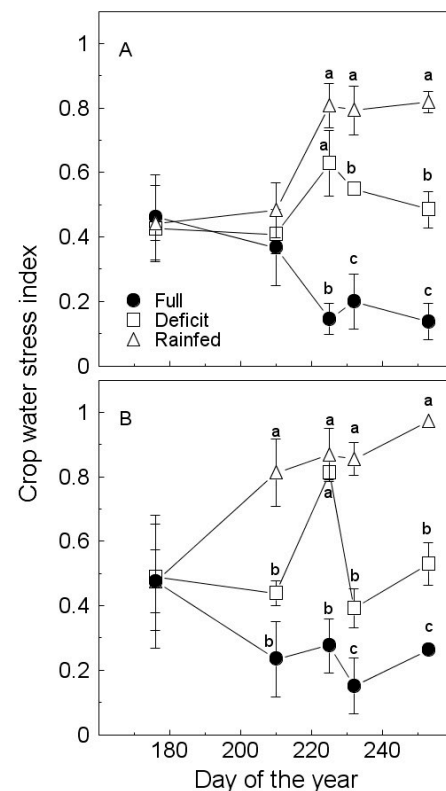 Crop water stress index
1
A
a
a
a
0.8
a
b
0.6
b
0.4
Full
Deficit
Rainfed
b
c
c
0.2
0
1
B
a
a
a
a
0.8
a
0.6
b
b
b
0.4
b
b
c
c
0.2
0
180
200
220
240
Day of the year